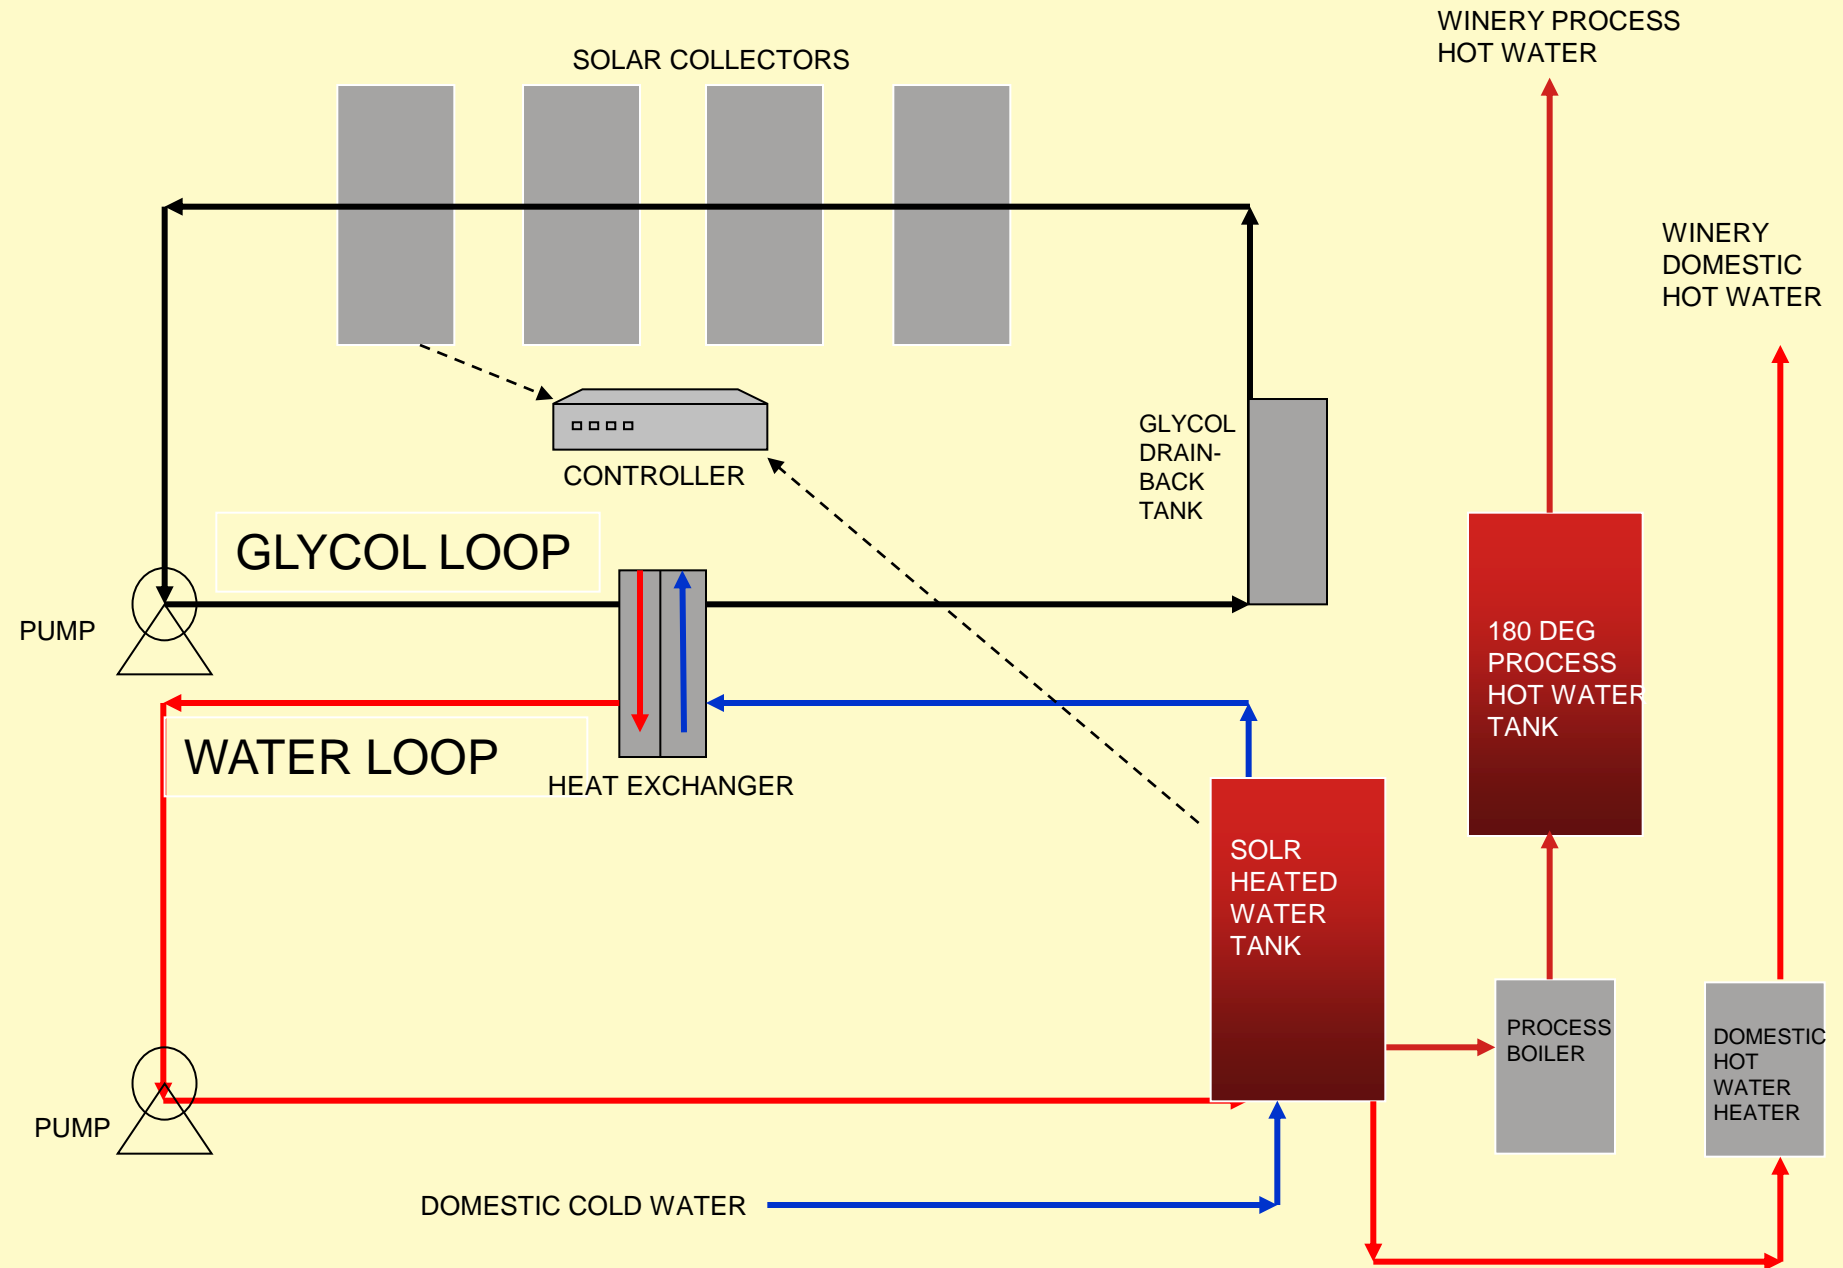 WINERY PROCESS
HOT WATER
SOLAR COLLECTORS
WINERY
DOMESTIC
HOT WATER
CONTROLLER
GLYCOL
DRAIN-
BACK
TANK
GLYCOL LOOP
PUMP
180 DEG
PROCESS
HOT WATER
TANK
WATER LOOP
HEAT EXCHANGER
SOLR
HEATED
WATER
TANK
PROCESS
BOILER
DOMESTIC
HOT
WATER
HEATER
PUMP
DOMESTIC COLD WATER